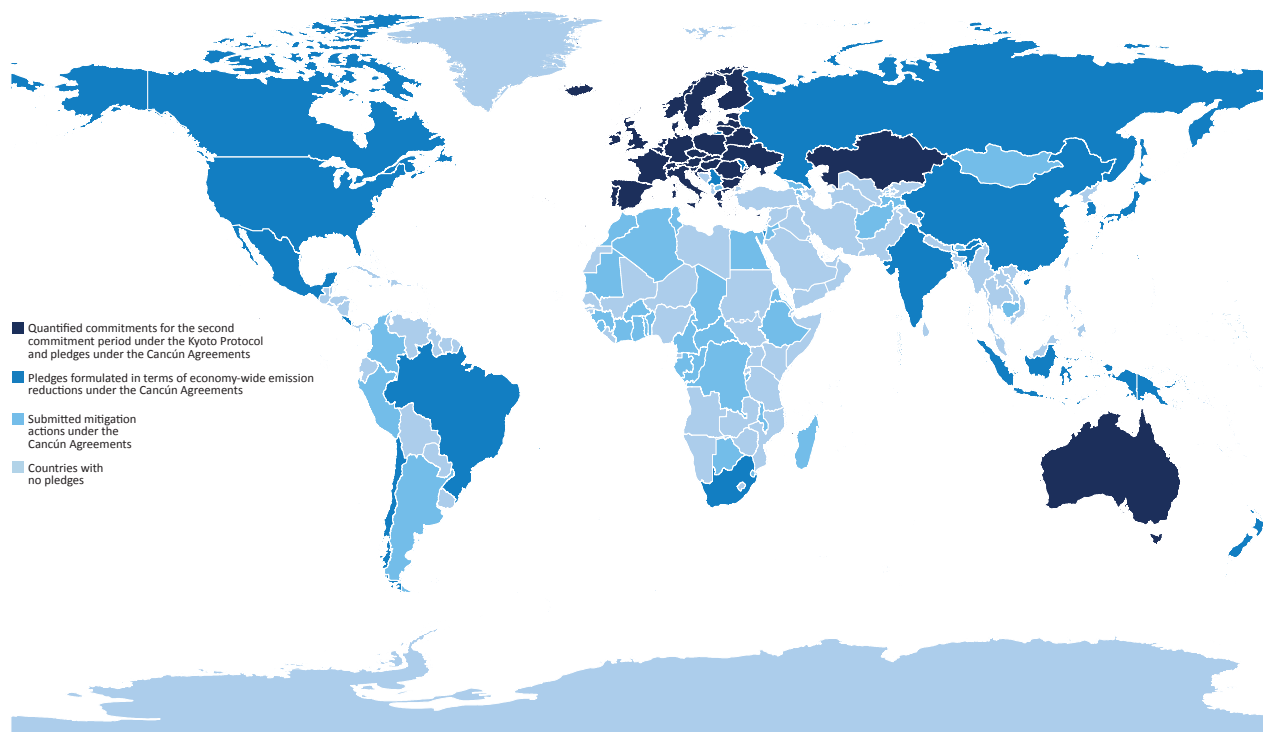 Quantified commitments for the second
commitment period under the Kyoto Protocol
and pledges under the Cancún Agreements
Pledges formulated in terms of economy-wide emission
reductions under the Cancún Agreements
Submitted mitigation
actions under the
Cancún Agreements
Countries with
no pledges